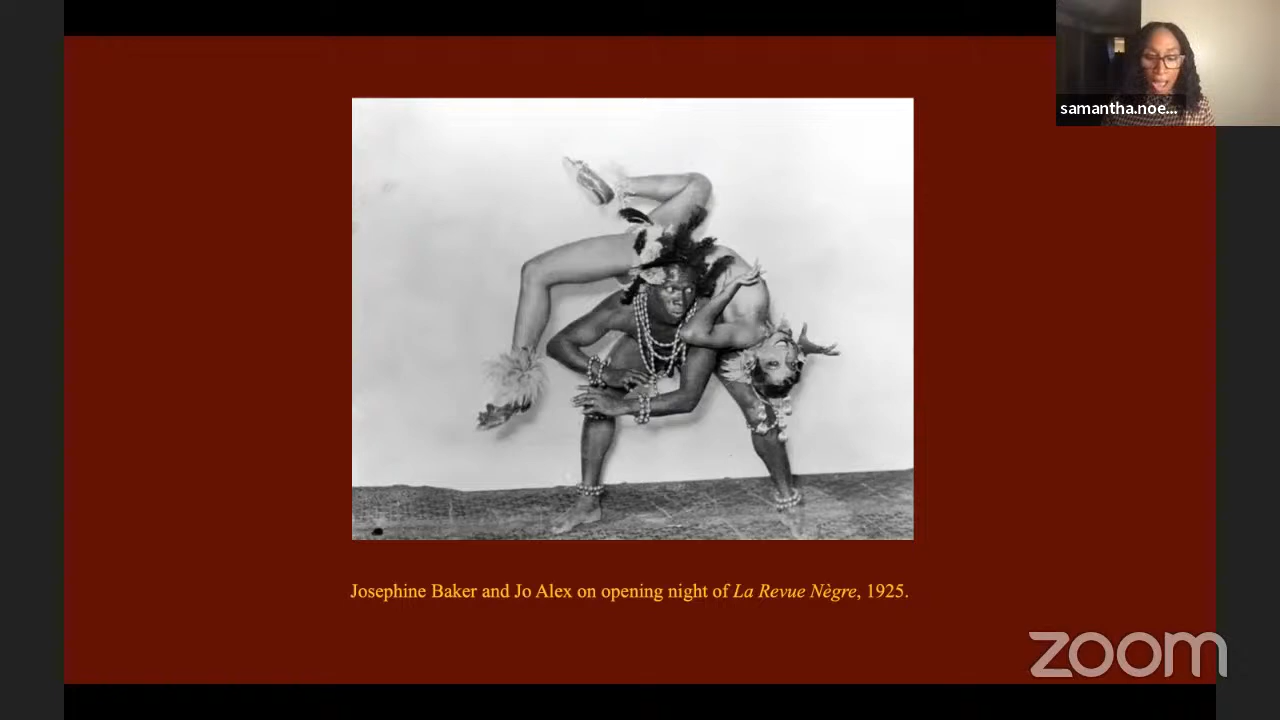 samantha.noe...
Josephine Baker and Jo Alex on opening night of La Revue Nègre, 1925.
zoom